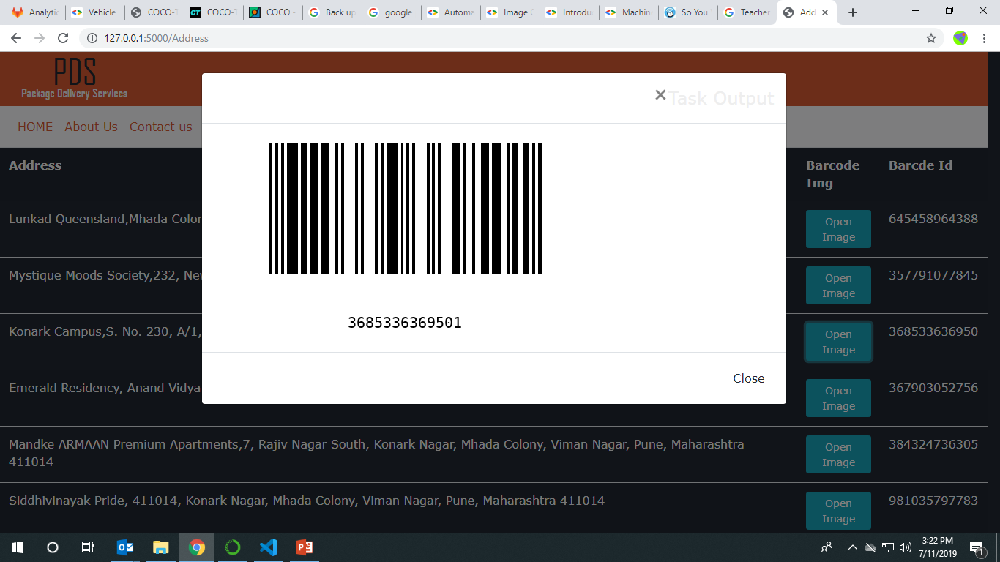 Analytic
Vehicle
COCO-T
COCO-T
COCO -
Back up
google
Automa
Image C
Introdu
Machin
So You
Teacher
Add
127.0.0.1:5000/Address
PDS
Package Delivery Services
HOME About Us Contact us
Task Output
3685336369501
Close
Address Barcode Img Barcde Id
Lunkad Queensland,Mhada Color Open Image 645458964388
Mystique Moods Society,232, Nev Open Image 357791077845
Konark Campus,S. No. 230, A/1, Open Image 368533636950
Emerald Residency, Anand Vidya Open Image 367903052756
Mandke ARMAAN Premium Apartments,7, Rajiv Nagar South, Konark Nagar, Mhada Colony, Viman Nagar, Pune, Maharashtra
411014 Open Image 384324736305
Siddhivinayak Pride, 411014, Konark Nagar, Mhada Colony, Viman Nagar, Pune, Maharashtra 411014 Open Image 981035797783
3:22 PM
7/11/2019
1